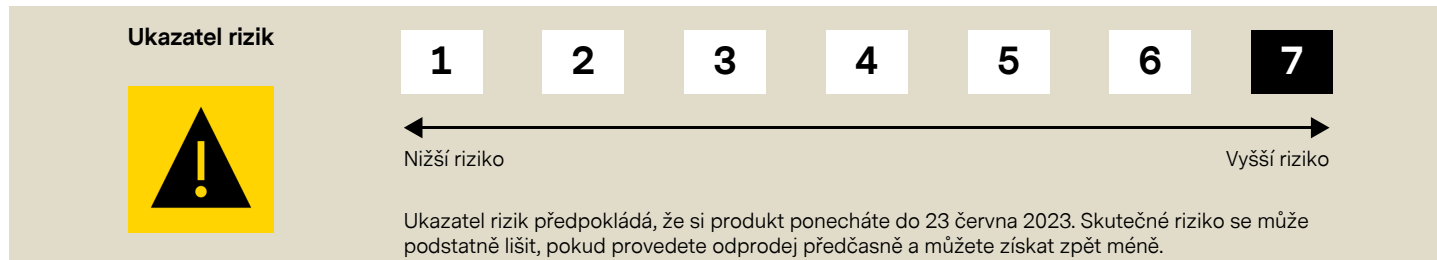 Ukazatel rizik
1 2 3 4 5 6 7
Nižší riziko Vyšší riziko
Ukazatel rizik předpokládá, že si produkt ponecháte do 23 června 2023. Skutečné riziko se může
podstatně lišit, pokud provedete odprodej předčasně a můžete získat zpět méně.